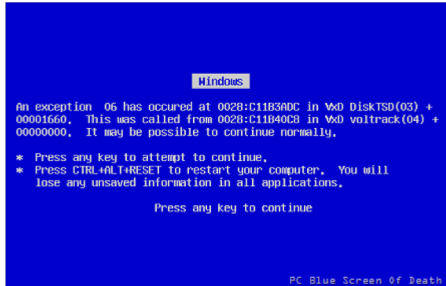 Windows
An exception 06 has occured at 0028:C11B3ADC in VxD DiskTSD(03) +
00001660. This was called from 0028:C11B40C8 in VxD voltrack(04) +
00000000. It may be possible to continue normally.
* Press any key to attempt to continue.
* Press CTRL+ALT+RESET to restart your computer. You will
lose any unsaved information in all applications.
Press any key to continue
PC Blue Screen Of Death